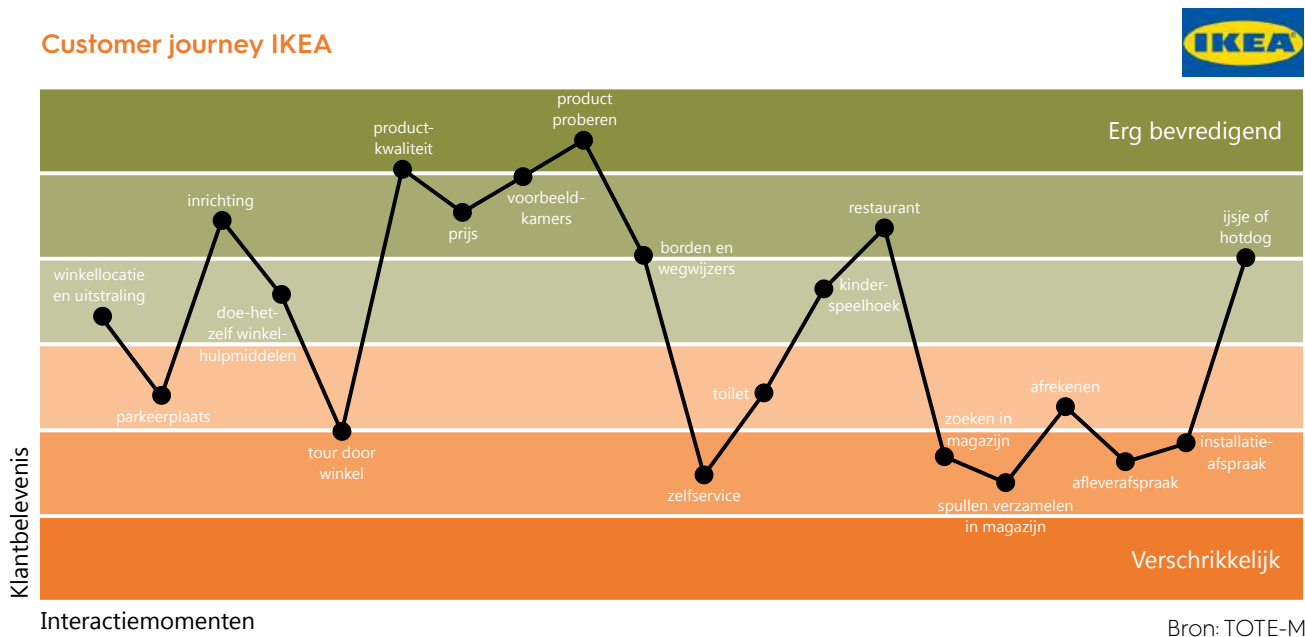 Customer journey IKEA
IKEA
Erg bevredigend
winkellocatie
en uitstraling
parkeerplaats
inrichting
doe-het-
zelf winkel-
hulpmiddelen
tour door
winkel
product-
kwaliteit
prijs
voorbeeld-
kamers
product
proberen
borden en
wegwijzers
zelfservice
toilet
kinder-
speelhoek
restaurant
zoeken in
magazijn
spullen verzamelen
in magazijn
afrekenen
afleverafspraak
installatie-
afspraak
ijsje of
hotdog
Verschrikkelijk
Klantbelevenis
Interactiemomenten
Bron: TOTE-M